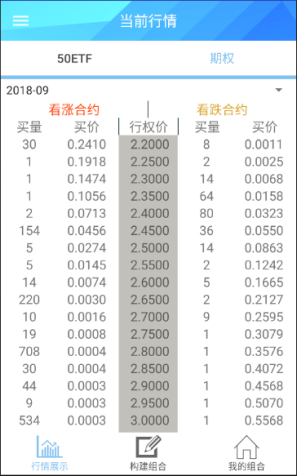 当前行情
50ETF 期权
2018-09
看涨合约 看跌合约
买量 买价 行权价 买量 买价
30 0.2410 2.2000 8 0.0011
1 0.1918 2.2500 2 0.0025
1 0.1474 2.3000 14 0.0068
1 0.1056 2.3500 64 0.0158
2 0.0713 2.4000 80 0.0323
154 0.0456 2.4500 36 0.0550
5 0.0274 2.5000 14 0.0863
5 0.0145 2.5500 2 0.1242
14 0.0074 2.6000 5 0.1665
220 0.0030 2.6500 2 0.2127
10 0.0016 2.7000 9 0.2595
19 0.0008 2.7500 1 0.3079
708 0.0004 2.8000 1 0.3576
30 0.0004 2.8500 1 0.4072
44 0.0003 2.9000 1 0.4568
9 0.0003 2.9500 1 0.5070
534 0.0003 3.0000 1 0.5568
行情展示 构建组合 我的组合